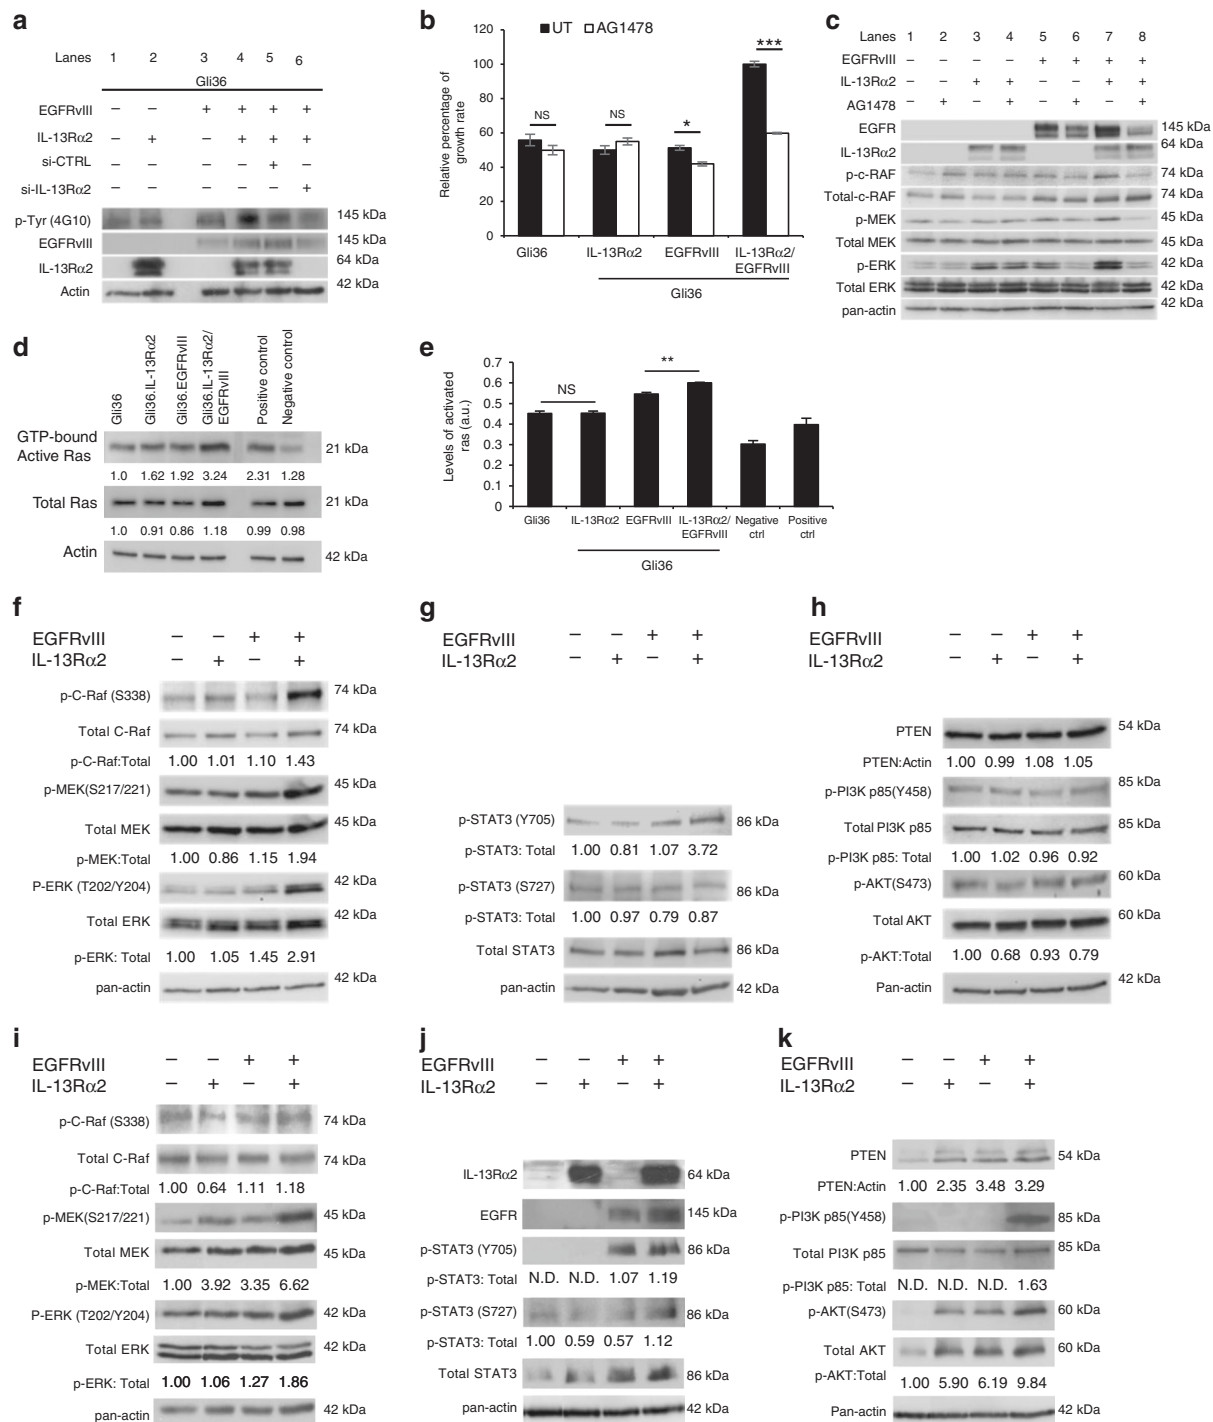 a
Lanes 1 2 3 4 5 6
Gli36
EGFRvIII – – + + + +
IL-13Rα2 – + – + + +
si-CTRL – – – – + –
si-IL-13Rα2 – – – – – +
p-Tyr (4G10) 145 kDa
EGFRvIII 145 kDa
IL-13Rα2 64 kDa
Actin 42 kDa
b
UT AG1478
Relative percentage of
growth rate
120
100
80
60
40
20
0
NS NS * ***
Gli36 IL-13Rα2 EGFRvIII IL-13Rα2/
EGFRvIII
Gli36
c
Lanes 1 2 3 4 5 6 7 8
EGFRvIII – – – – + + + +
IL-13Rα2 – – + + – – + +
AG1478 – + – + – + – +
EGFR 145 kDa
IL-13Rα2 64 kDa
p-c-RAF 74 kDa
Total-c-RAF 74 kDa
p-MEK 45 kDa
Total MEK 45 kDa
p-ERK 42 kDa
Total ERK 42 kDa
pan-actin 42 kDa
d
Gli36
Gli36.IL-13Rα2
Gli36.EGFRvIII
Gli36.IL-13Rα2/
EGFRvIII
Positive control
Negative control
GTP-bound
Active Ras 21 kDa
1.0 1.62 1.92 3.24 2.31 1.28
Total Ras 21 kDa
1.0 0.91 0.86 1.18 0.99 0.98
Actin 42 kDa
e
Levels of activated
ras (a.u.)
0.7
0.6
0.5
0.4
0.3
0.2
0.1
0
NS **
Gli36 IL-13Rα2 EGFRvIII IL-13Rα2/ Negative Positive
EGFRvIII ctrl ctrl
Gli36
f
EGFRvIII – – + +
IL-13Rα2 – + – +
p-C-Raf (S338) 74 kDa
Total C-Raf 74 kDa
p-C-Raf:Total 1.00 1.01 1.10 1.43
p-MEK(S217/221) 45 kDa
Total MEK 45 kDa
p-MEK:Total 1.00 0.86 1.15 1.94
P-ERK (T202/Y204) 42 kDa
Total ERK 42 kDa
p-ERK: Total 1.00 1.05 1.45 2.91
pan-actin 42 kDa
g
EGFRvIII – – + +
IL-13Rα2 – + – +
p-STAT3 (Y705) 86 kDa
p-STAT3: Total 1.00 0.81 1.07 3.72
p-STAT3 (S727) 86 kDa
p-STAT3: Total 1.00 0.97 0.79 0.87
Total STAT3 86 kDa
pan-actin 42 kDa
h
EGFRvIII – – + +
IL-13Rα2 – + – +
PTEN 54 kDa
PTEN:Actin 1.00 0.99 1.08 1.05
p-PI3K p85(Y458) 85 kDa
Total PI3K p85 85 kDa
p-PI3K p85: Total 1.00 1.02 0.96 0.92
p-AKT(S473) 60 kDa
Total AKT 60 kDa
p-AKT:Total 1.00 0.68 0.93 0.79
Pan-actin 42 kDa
i
EGFRvIII – – + +
IL-13Rα2 – + – +
p-C-Raf (S338) 74 kDa
Total C-Raf 74 kDa
p-C-Raf:Total 1.00 0.64 1.11 1.18
p-MEK(S217/221) 45 kDa
Total MEK 45 kDa
p-MEK:Total 1.00 3.92 3.35 6.62
P-ERK (T202/Y204) 42 kDa
Total ERK 42 kDa
p-ERK: Total 1.00 1.06 1.27 1.86
pan-actin 42 kDa
j
EGFRvIII – – + +
IL-13Rα2 – + – +
IL-13Rα2 64 kDa
EGFR 145 kDa
p-STAT3 (Y705) 86 kDa
p-STAT3: Total N.D. N.D. 1.07 1.19
p-STAT3 (S727) 86 kDa
p-STAT3: Total 1.00 0.59 0.57 1.12
Total STAT3 86 kDa
pan-actin 42 kDa
k
EGFRvIII – – + +
IL-13Rα2 – + – +
PTEN 54 kDa
PTEN:Actin 1.00 2.35 3.48 3.29
p-PI3K p85(Y458) 85 kDa
Total PI3K p85 85 kDa
p-PI3K p85: Total N.D. N.D. N.D. 1.63
p-AKT(S473) 60 kDa
Total AKT 60 kDa
p-AKT:Total 1.00 5.90 6.19 9.84
Pan-actin 42 kDa